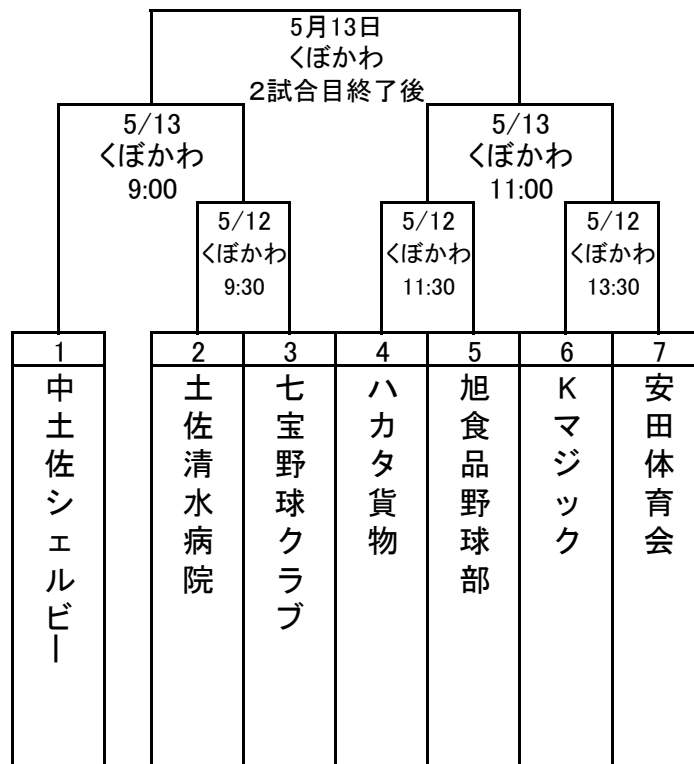 5月13日
くぼかわ
2試合目終了後
5/13
くぼかわ
9:00
5/13
くぼかわ
11:00
5/12
くぼかわ
9:30
5/12
くぼかわ
11:30
5/12
くぼかわ
13:30
1
中土佐シェルビー
2
土佐清水病院
3
七宝野球クラブ
4
ハカタ貨物
5
旭食品野球部
6
Kマジック
7
安田体育会